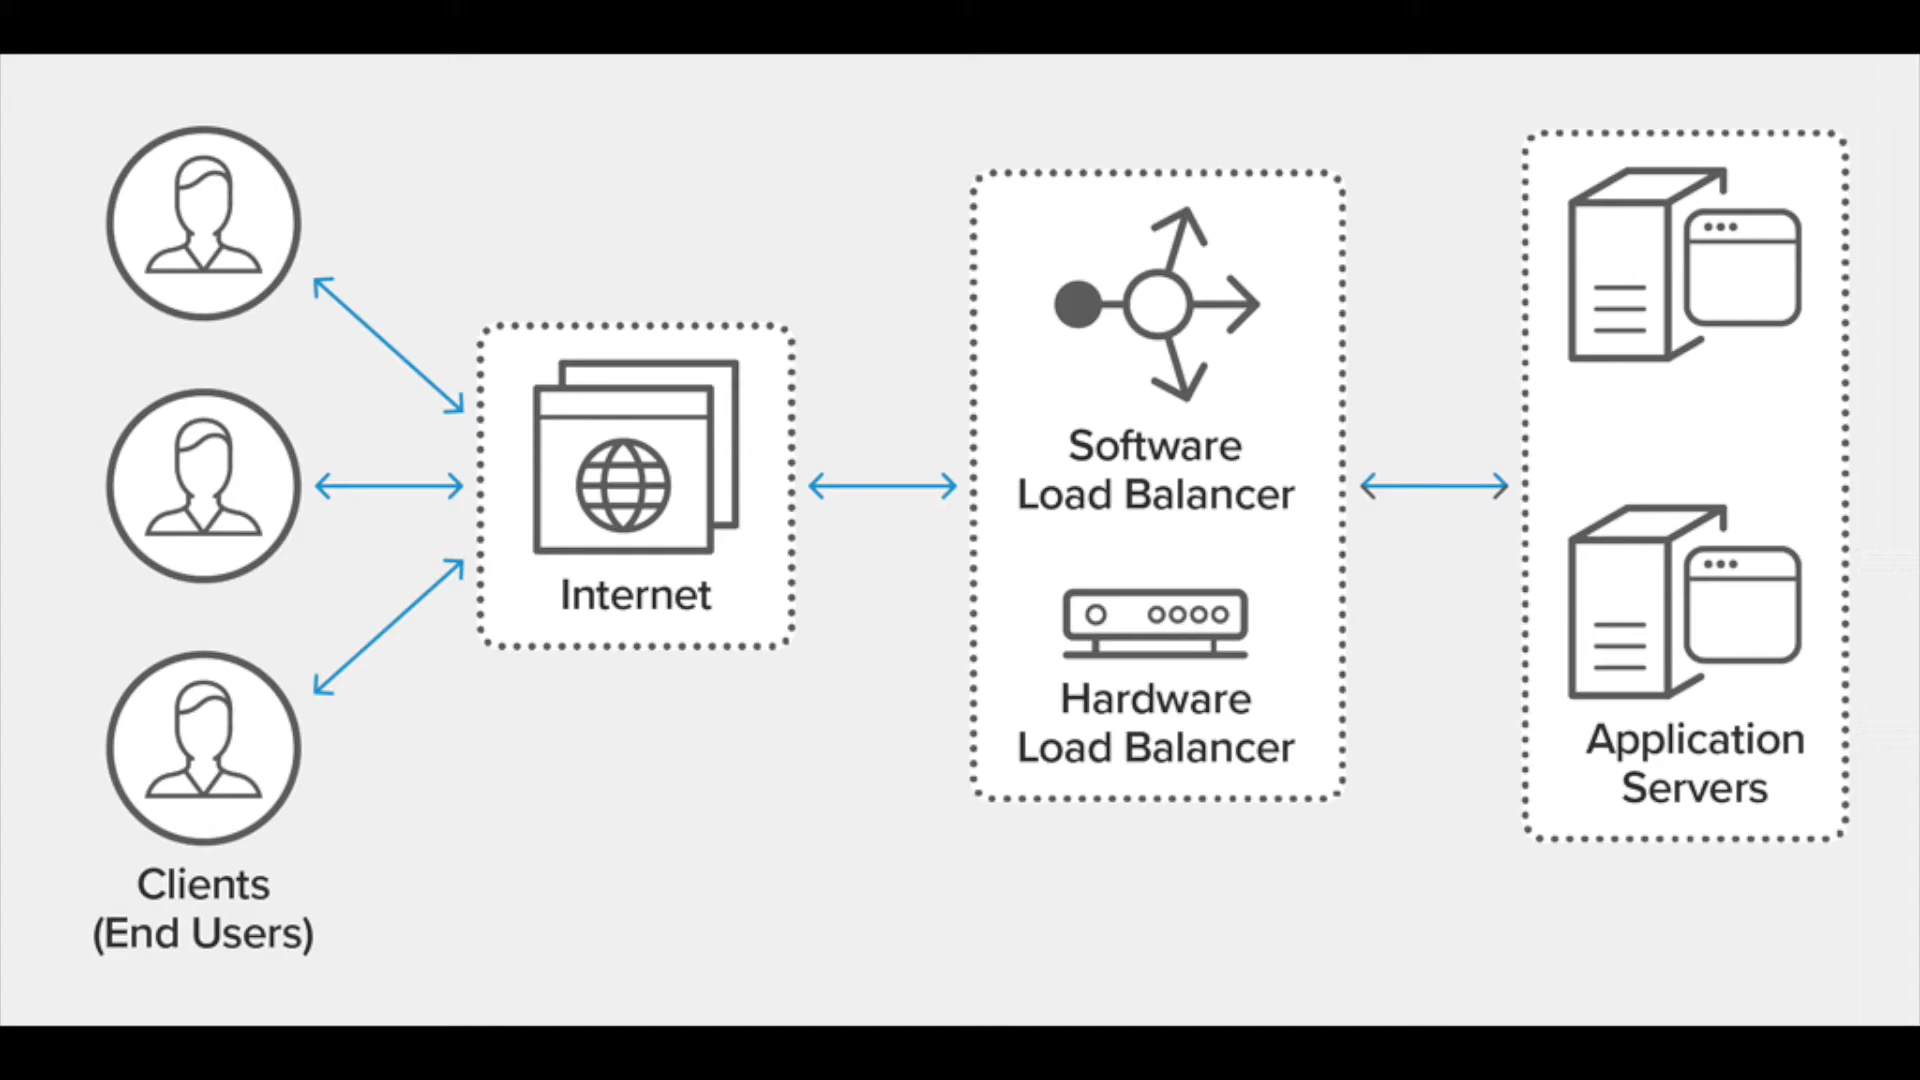 Clients
(End Users)
Internet
Software
Load Balancer
Hardware
Load Balancer
Application
Servers